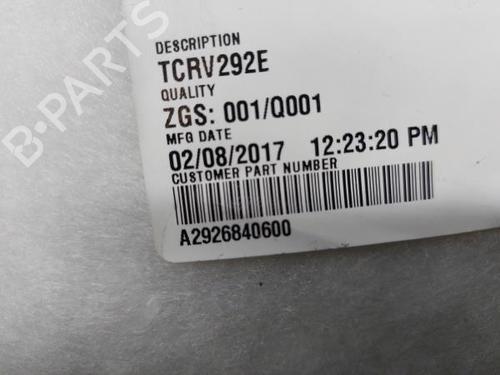 DESCRIPTION
TCRV292E
QUALITY
ZGS: 001/Q001
MFG DATE
02/08/2017 12:23:20 PM
CUSTOMER PART NUMBER
A2926840600
B-PARTS